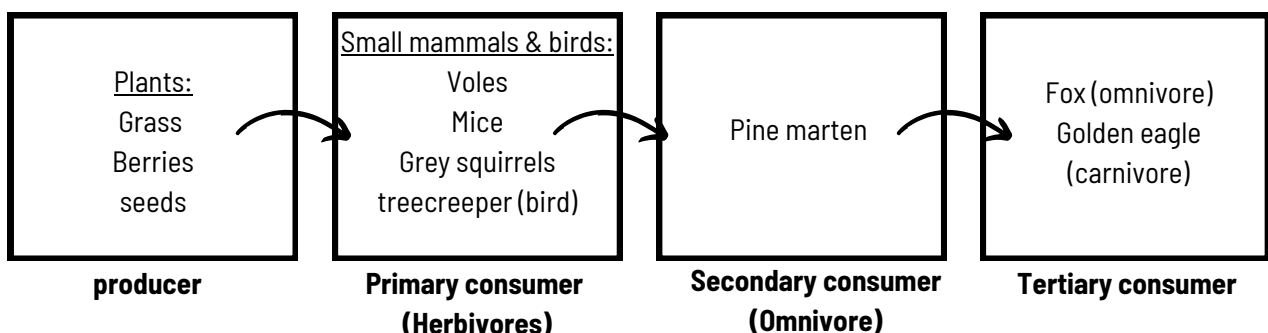 Plants:
Grass
Berries
seeds
producer
Small mammals & birds:
Voles
Mice
Grey squirrels
treecreeper (bird)
Primary consumer
(Herbivores)
Pine marten
Secondary consumer
(Omnivore)
Fox (omnivore)
Golden eagle
(carnivore)
Tertiary consumer